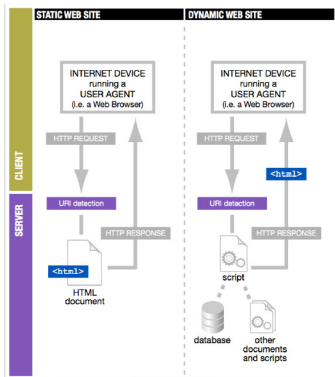 STATIC WEB SITE
DYNAMIC WEB SITE
CLIENT
SERVER
INTERNET DEVICE
running a
USER AGENT
(i.e. a Web Browser)
HTTP REQUEST
URI detection
HTTP RESPONSE
<html>
HTML
document
INTERNET DEVICE
running a
USER AGENT
(i.e. a Web Browser)
HTTP REQUEST
<html>
URI detection
HTTP RESPONSE
script
database
other
documents
and scripts